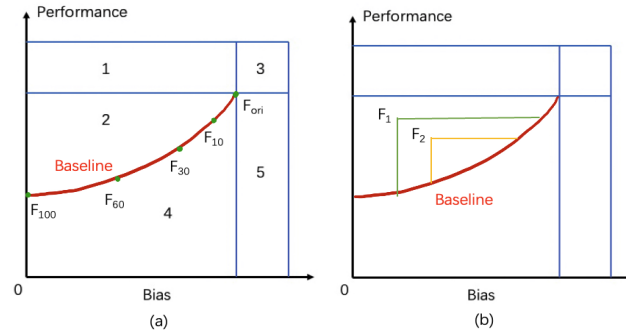 Performance
1
3
2
F_ori
F_10
Baseline
F_30
5
F_60
F_100
4
0
Bias
(a)
Performance
F_1
F_2
Baseline
0
Bias
(b)